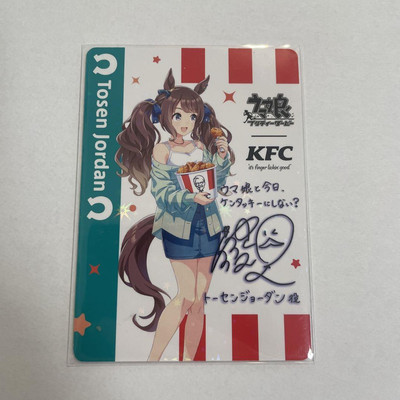 Tosen Jordan
ウマ娘
プリティーダービー
KFC
it's finger lickin' good
ウマ娘と今日、
ケンタッキーにしない？
トーセンジョーダン役
KFC